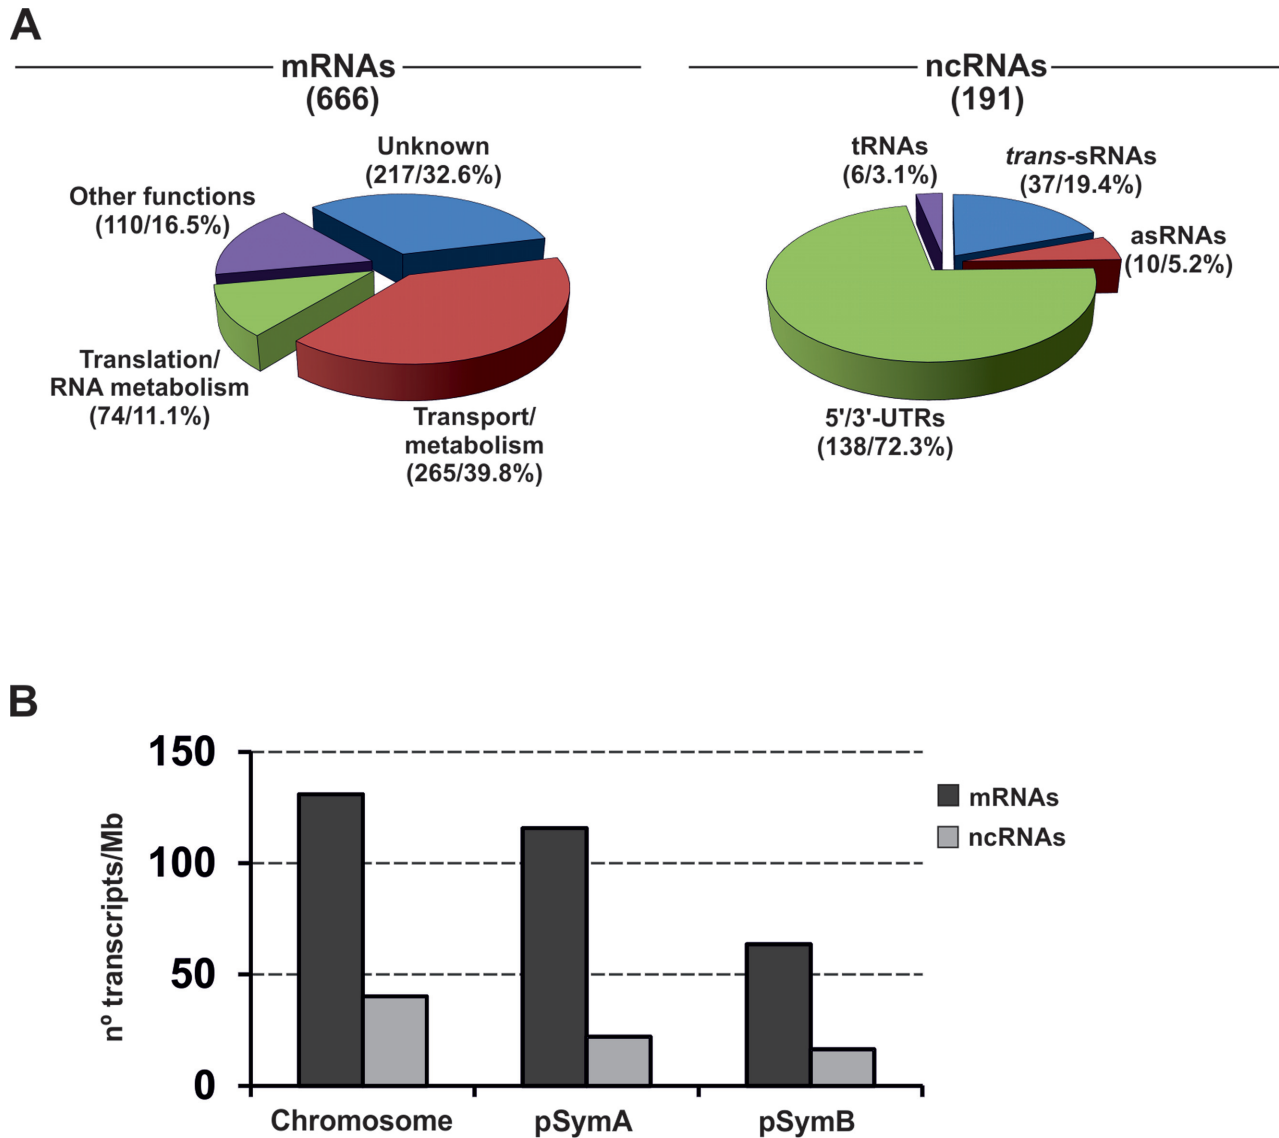 A
mRNAs
(666)
Unknown
(217/32.6%)
Other functions
(110/16.5%)
Translation/
RNA metabolism
(74/11.1%)
Transport/
metabolism
(265/39.8%)
ncRNAs
(191)
tRNAs
(6/3.1%)
trans-sRNAs
(37/19.4%)
asRNAs
(10/5.2%)
5'/3'-UTRs
(138/72.3%)
B
nº transcripts/Mb
150
100
50
0
Chromosome
pSymA
pSymB
mRNAs
ncRNAs